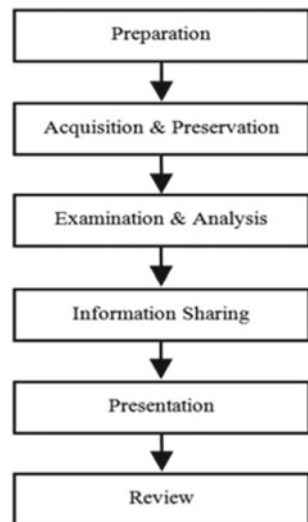 Preparation
Acquisition & Preservation
Examination & Analysis
Information Sharing
Presentation
Review